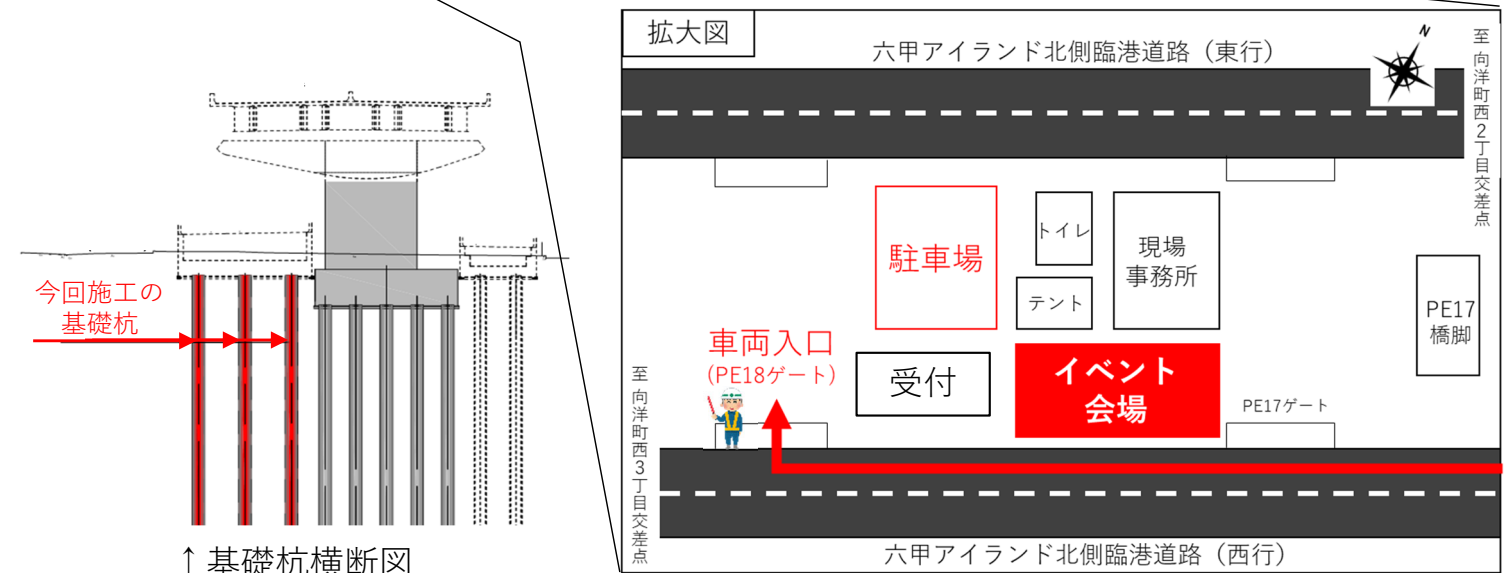 今回施工の
基礎杭
↑基礎杭横断図
拡大図
六甲アイランド北側臨港道路（東行）
N
至 向洋町西2丁目交差点
駐車場
トイレ
テント
現場
事務所
PE17
橋脚
車両入口
(PE18ゲート)
受付
イベント
会場
PE17ゲート
至 向洋町西3丁目交差点
六甲アイランド北側臨港道路（西行）